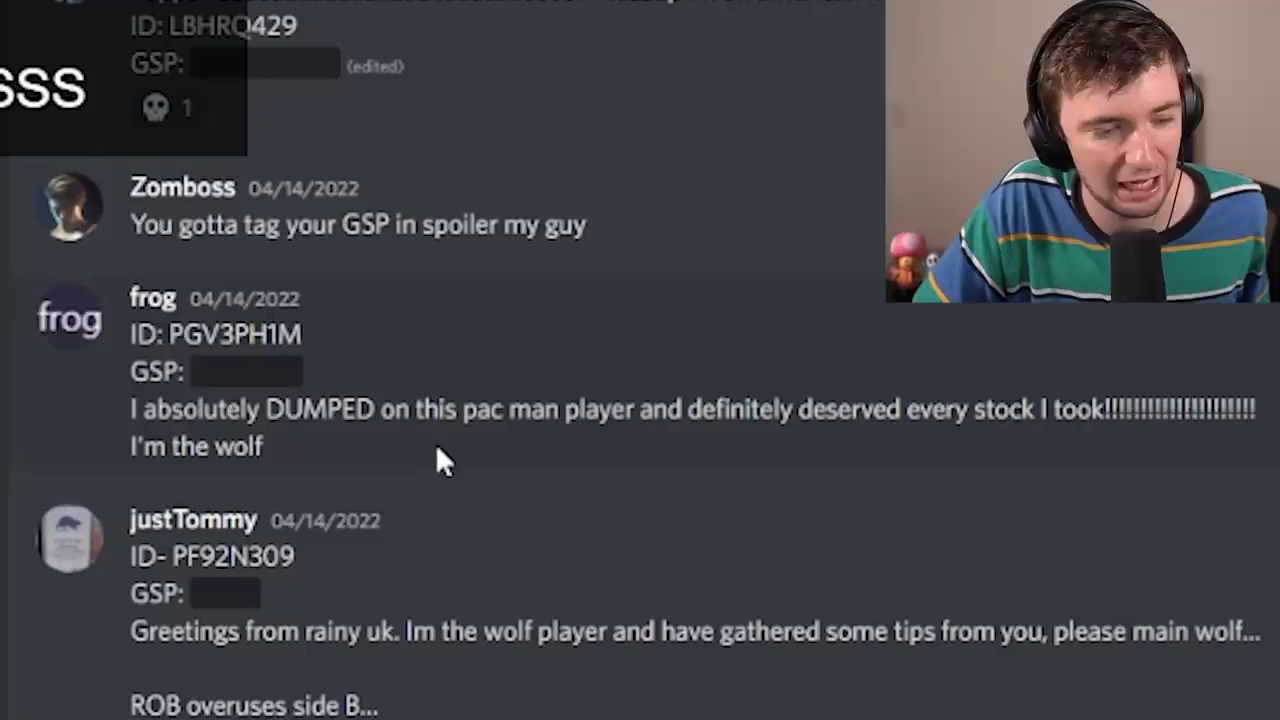 ID: LBHRQ429
GSP: (edited)
SSS
1
Zomboss 04/14/2022
You gotta tag your GSP in spoiler my guy
frog
frog 04/14/2022
ID: PGV3PH1M
GSP:
I absolutely DUMPED on this pac man player and definitely deserved every stock I took!!!!!!!!!!!!!!!!!!!!!
I'm the wolf
justTommy 04/14/2022
ID- PF92N309
GSP:
Greetings from rainy uk. Im the wolf player and have gathered some tips from you, please main wolf...
ROB overuses side B...